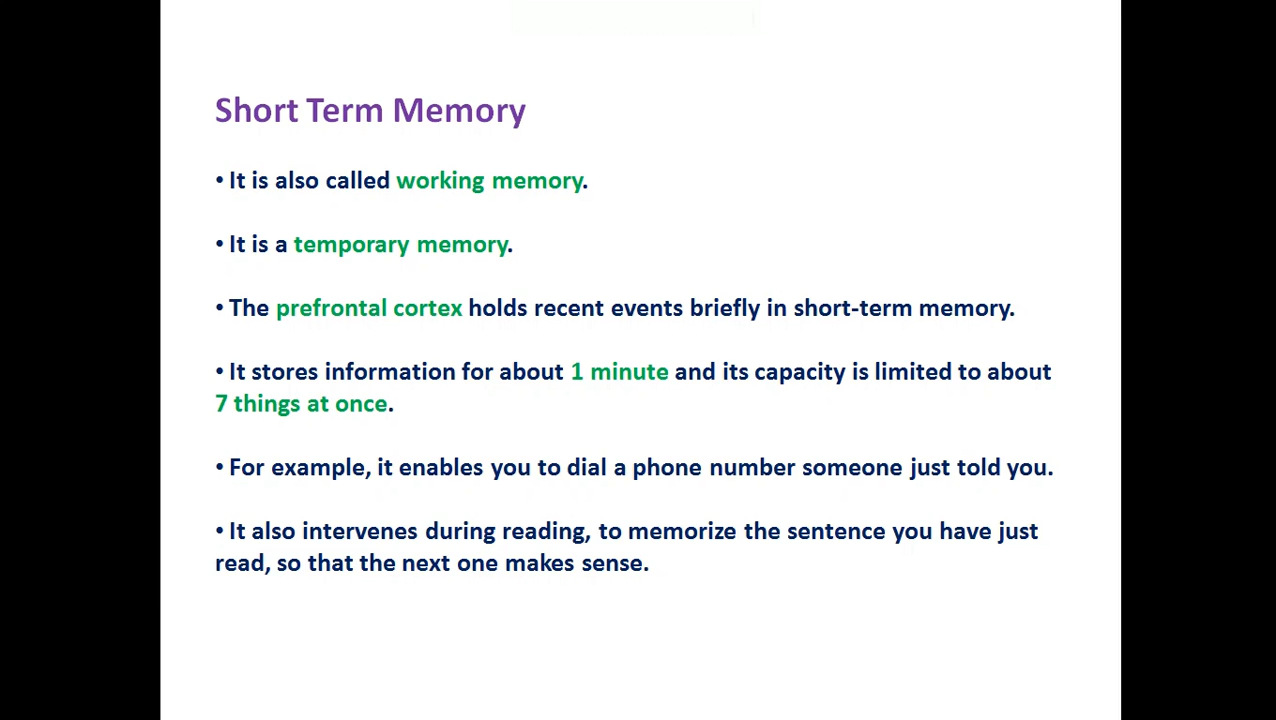 Short Term Memory
• It is also called working memory.
• It is a temporary memory.
• The prefrontal cortex holds recent events briefly in short-term memory.
• It stores information for about 1 minute and its capacity is limited to about
7 things at once.
• For example, it enables you to dial a phone number someone just told you.
• It also intervenes during reading, to memorize the sentence you have just
read, so that the next one makes sense.